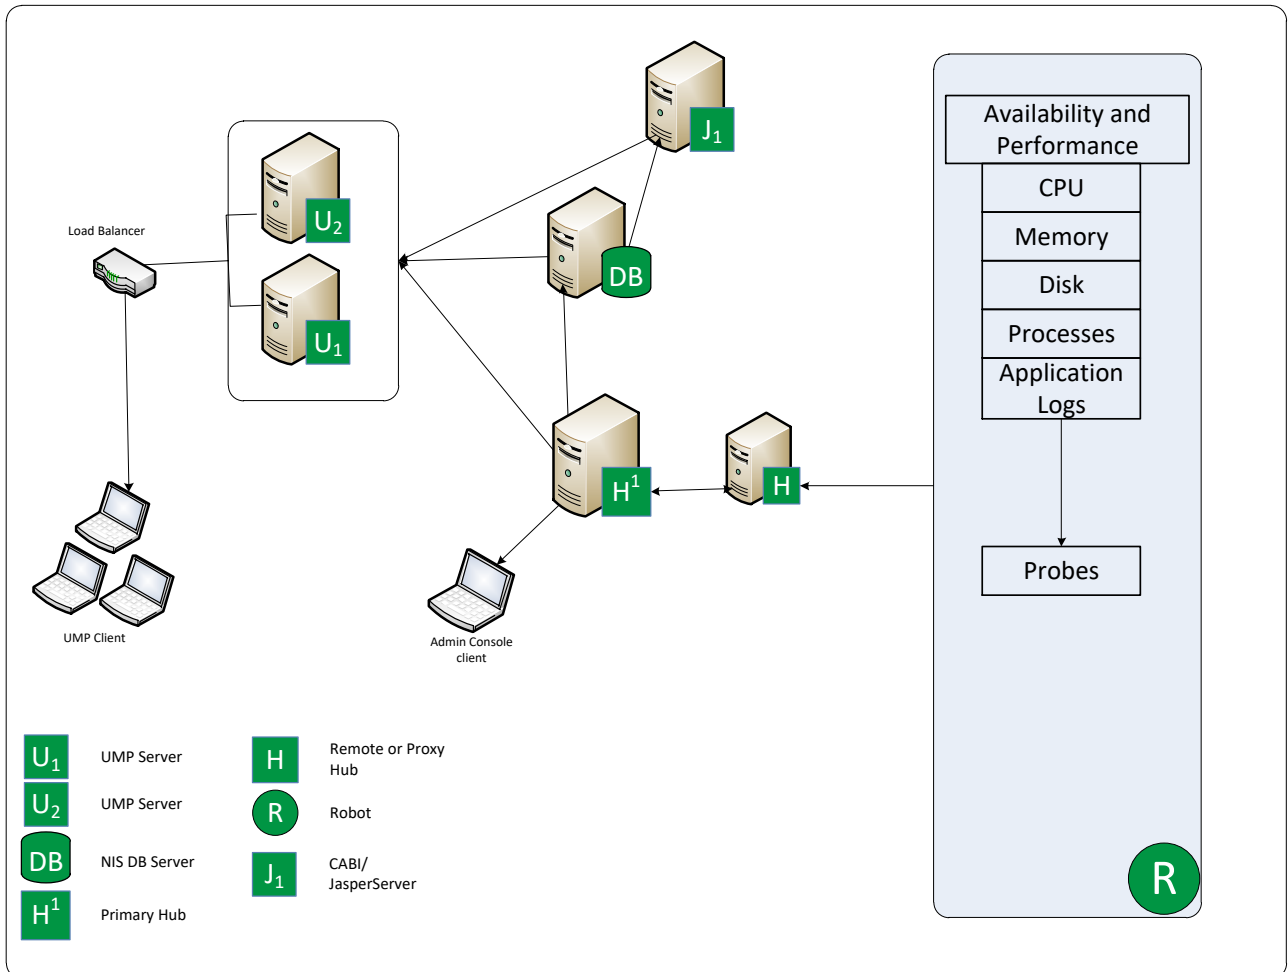 Load Balancer
U₂
U₁
UMP Client
J₁
DB
H¹
H
Admin Console
client
Availability and
Performance
CPU
Memory
Disk
Processes
Application
Logs
Probes
R
U₁ UMP Server
U₂ UMP Server
DB NIS DB Server
H¹ Primary Hub
H Remote or Proxy
Hub
R Robot
J₁ CABI/
JasperServer